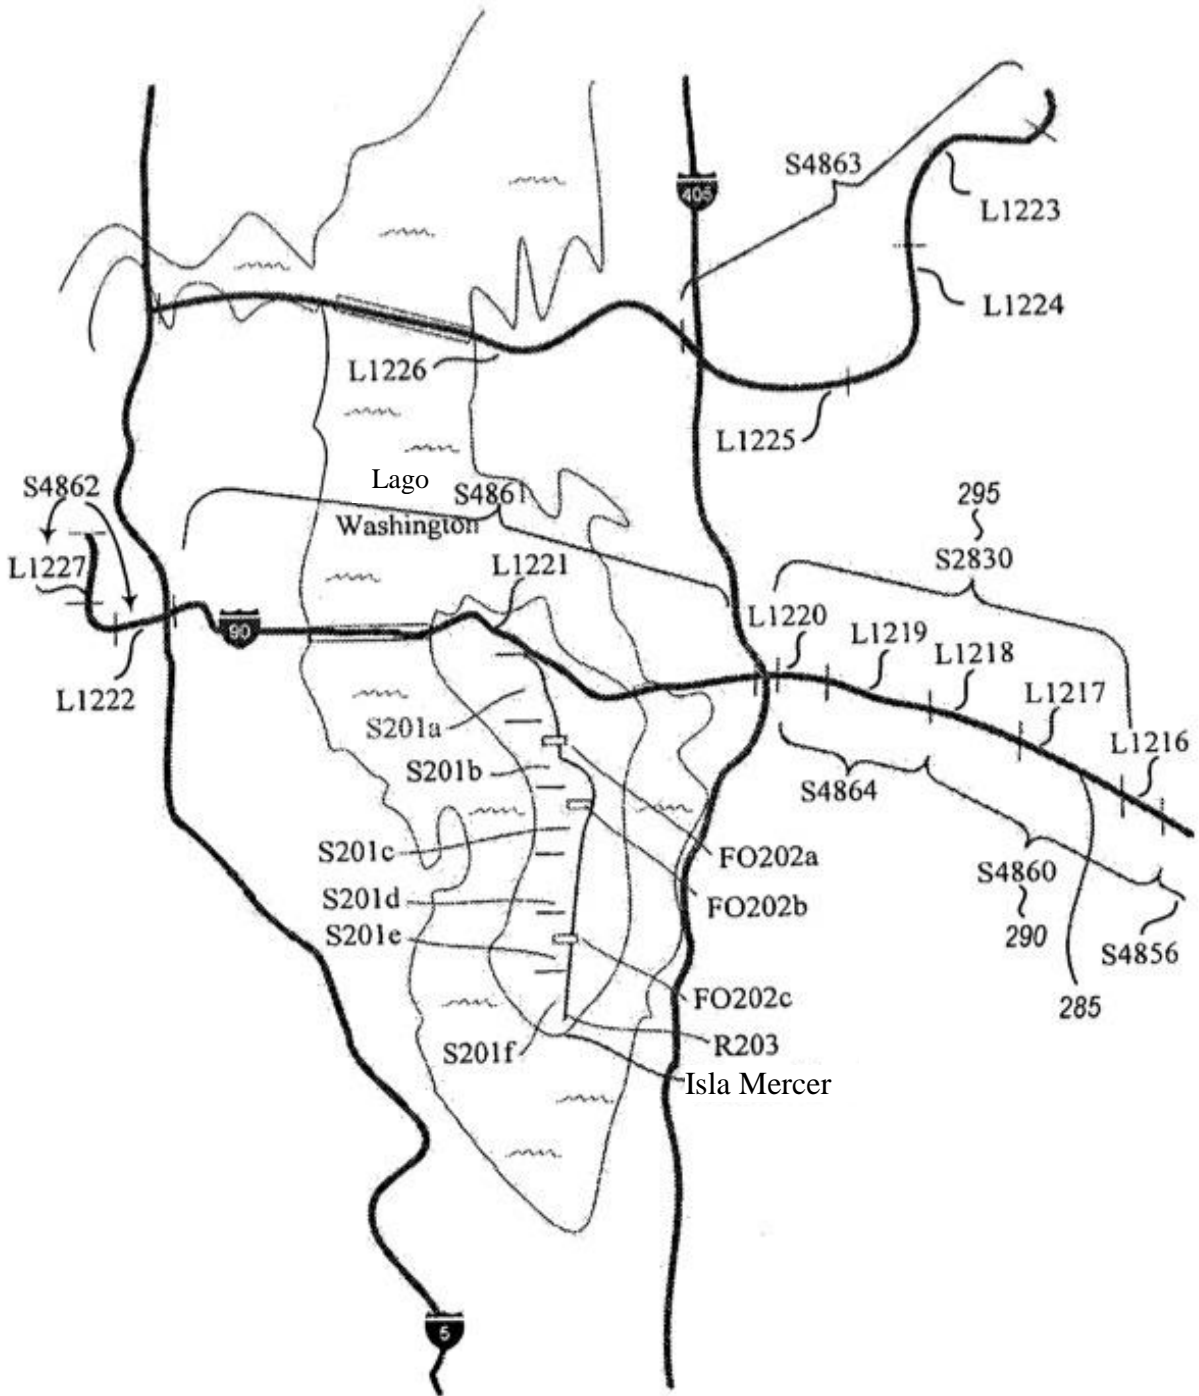 S4863
405
L1223
L1224
L1226
L1225
Lago
S4862
S4861
295
Washington
S2830
L1227
L1221
90
L1220
L1219
L1218
L1222
L1217
S201a
L1216
S201b
S4864
S201c
FO202a
S4860
S201d
FO202b
S201e
290
S4856
FO202c
285
R203
S201f
Isla Mercer
5